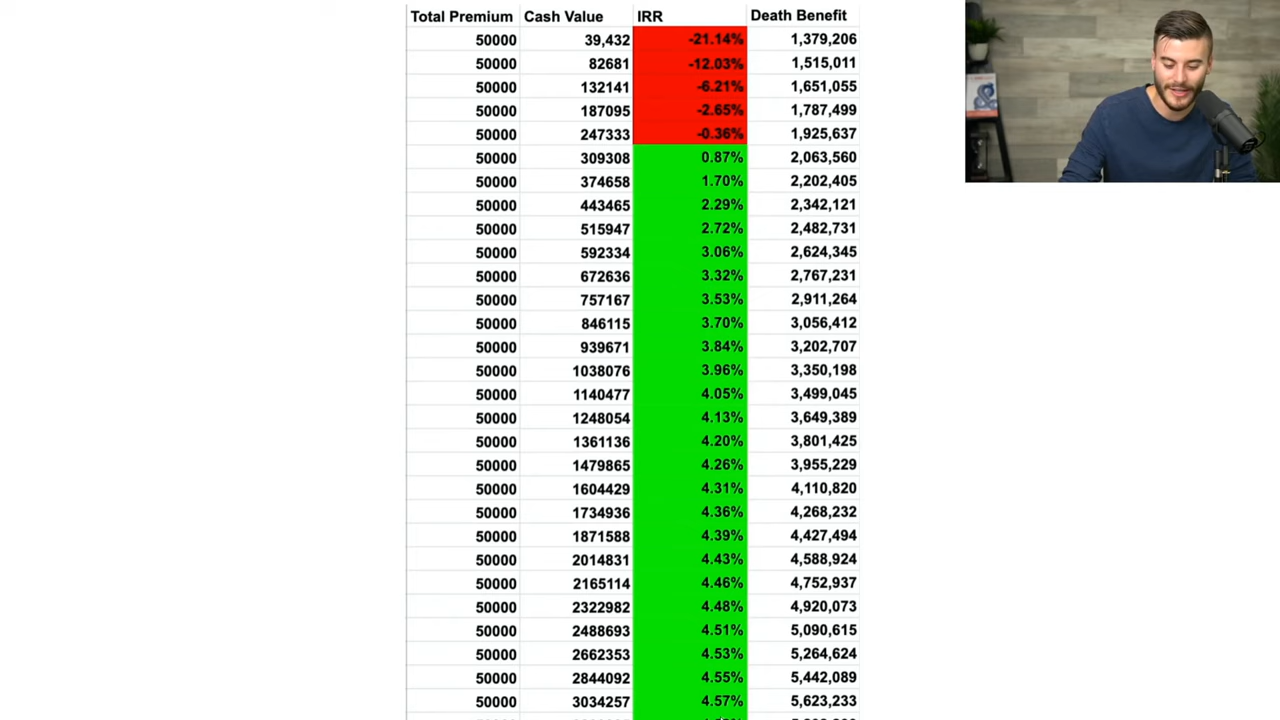 Total Premium Cash Value IRR Death Benefit
50000 39,432 -21.14% 1,379,206
50000 82681 -12.03% 1,515,011
50000 132141 -6.21% 1,651,055
50000 187095 -2.65% 1,787,499
50000 247333 -0.36% 1,925,637
50000 309308 0.87% 2,063,560
50000 374658 1.70% 2,202,405
50000 443465 2.29% 2,342,121
50000 515947 2.72% 2,482,731
50000 592334 3.06% 2,624,345
50000 672636 3.32% 2,767,231
50000 757167 3.53% 2,911,264
50000 846115 3.70% 3,056,412
50000 939671 3.84% 3,202,707
50000 1038076 3.96% 3,350,198
50000 1140477 4.05% 3,499,045
50000 1248054 4.13% 3,649,389
50000 1361136 4.20% 3,801,425
50000 1479865 4.26% 3,955,229
50000 1604429 4.31% 4,110,820
50000 1734936 4.36% 4,268,232
50000 1871588 4.39% 4,427,494
50000 2014831 4.43% 4,588,924
50000 2165114 4.46% 4,752,937
50000 2322982 4.48% 4,920,073
50000 2488693 4.51% 5,090,615
50000 2662353 4.53% 5,264,624
50000 2844092 4.55% 5,442,089
50000 3034257 4.57% 5,623,233